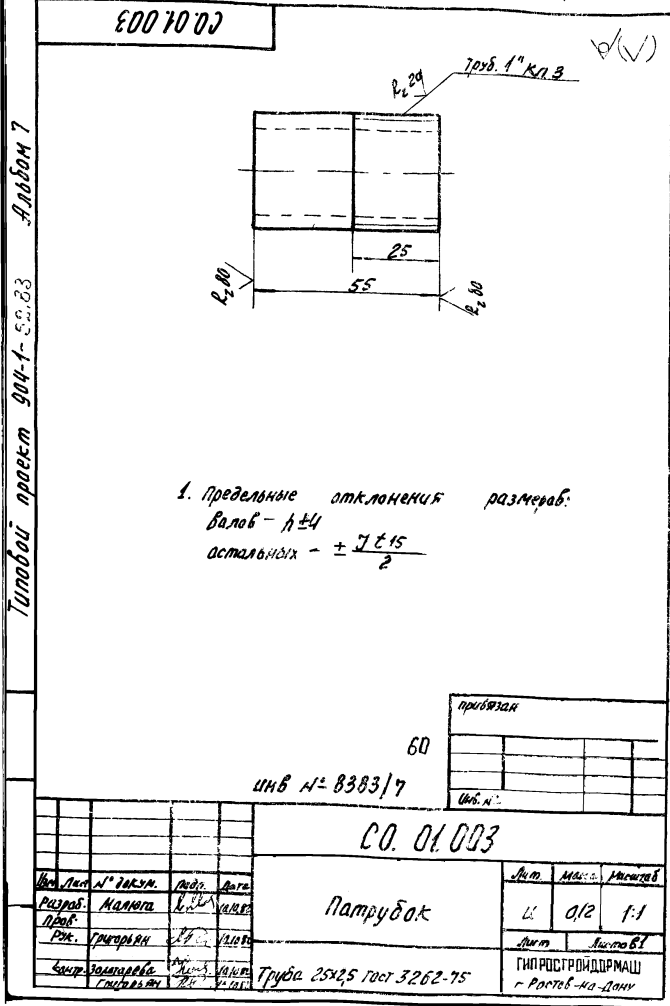 СО.01.003
√(√)
Труб. 1" кл. 3
Rz 20
25
55
Rz 80
Rz 80
Типовой проект 904-1- Альбом 7
1. Предельные отклонения размеров:
валов -
остальных - ± Jt15/2
привязан
60
инв № 8383/7
Инв. №
СО. 01.003
Изм. Лист № докум. Подп. Дата
Разраб. Малюга
Пров.
Рук. Григорьян
Золотарева
Григорьян
Патрубок
Лит. Масса Масштаб
И 0,12 1:1
Лист Листов 1
Труба 25х2,5 ГОСТ 3262-75
ГИПРОСТРОЙДОРМАШ
г Ростов-на-Дону